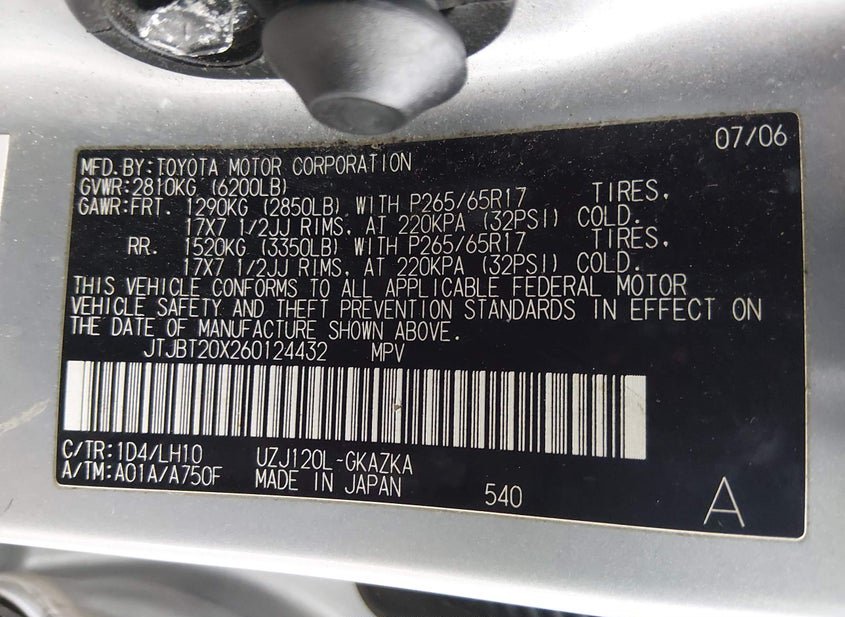 07/06
MFD.BY:TOYOTA MOTOR CORPORATION
GVWR:2810KG (6200LB)
GAWR:FRT. 1290KG (2850LB) WITH P265/65R17 TIRES,
17X7 1/2JJ RIMS. AT 220KPA (32PSI) COLD.
RR. 1520KG (3350LB) WITH P265/65R17 TIRES,
17X7 1/2JJ RIMS. AT 220KPA (32PSI) COLD.
THIS VEHICLE CONFORMS TO ALL APPLICABLE FEDERAL MOTOR
VEHICLE SAFETY AND THEFT PREVENTION STANDARDS IN EFFECT ON
THE DATE OF MANUFACTURE SHOWN ABOVE.
JTJBT20X260124432 MPV
C/TR:1D4/LH10 UZJ120L-GKAZKA
A/TM:A01A/A750F MADE IN JAPAN 540 A